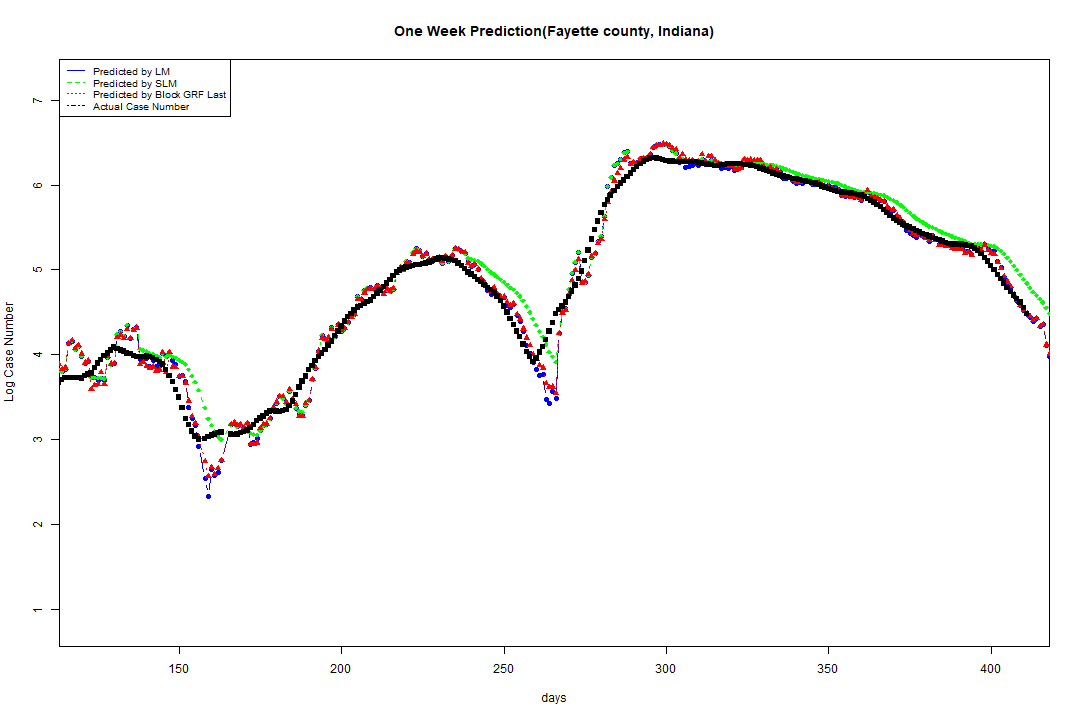 One Week Prediction(Fayette county, Indiana)
Predicted by LM
Predicted by SLM
Predicted by Block GRF Last
Actual Case Number
Log Case Number
7
6
5
4
3
2
1
150 200 250 300 350 400
days